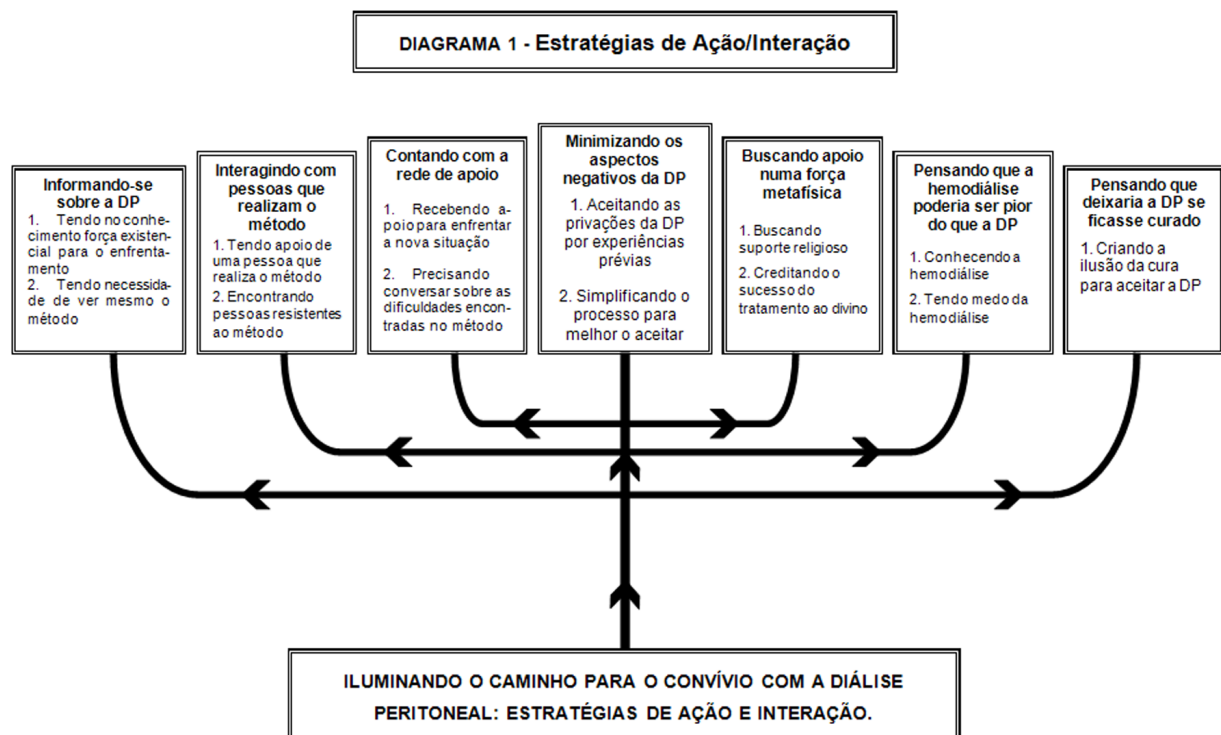 DIAGRAMA 1 - Estratégias de Ação/Interação
Informando-se
sobre a DP
1. Tendo no conhe-
cimento força existen-
cial para o enfrenta-
mento
2. Tendo necessida-
de de ver mesmo o
método
Interagindo com
pessoas que
realizam o
método
1. Tendo apoio de
uma pessoa que
realiza o método
2. Encontrando
pessoas resistentes
ao método
Contando com a
rede de apoio
1. Recebendo a-
poio para enfrentar
a nova situação
2. Precisando
conversar sobre as
dificuldades encon-
tradas no método
Minimizando os
aspectos
negativos da DP
1. Aceitando as
privações da DP
por experiências
prévias
2. Simplificando o
processo para
melhor o aceitar
Buscando apoio
numa força
metafísica
1. Buscando
suporte religioso
2. Creditando o
sucesso do
tratamento ao divino
Pensando que a
hemodiálise
poderia ser pior
do que a DP
1. Conhecendo a
hemodiálise
2. Tendo medo da
hemodiálise
Pensando que
deixaria a DP se
ficasse curado
1. Criando a
ilusão da cura
para aceitar a DP
ILUMINANDO O CAMINHO PARA O CONVÍVIO COM A DIÁLISE
PERITONEAL: ESTRATÉGIAS DE AÇÃO E INTERAÇÃO.